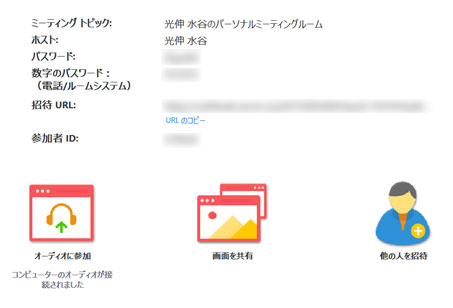 ミーティング トピック: 光伸 水谷のパーソナルミーティングルーム
ホスト: 光伸 水谷
パスワード:
数字のパスワード：
（電話/ルームシステム）
招待 URL:
URL のコピー
参加者 ID:
オーディオに参加 画面を共有 他の人を招待
コンピューターのオーディオが接
続されました